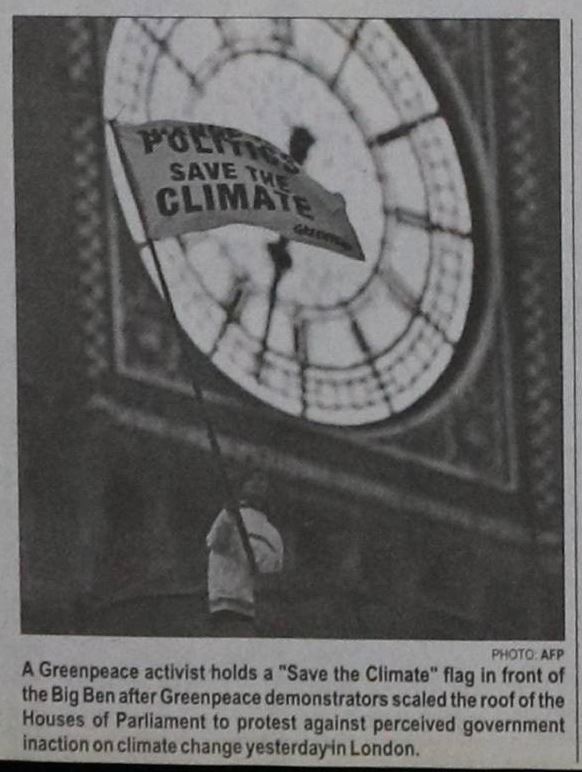 POLITICS
SAVE THE
CLIMATE
Greenpeace
PHOTO: AFP
A Greenpeace activist holds a "Save the Climate" flag in front of
the Big Ben after Greenpeace demonstrators scaled the roof of the
Houses of Parliament to protest against perceived government
inaction on climate change yesterday in London.